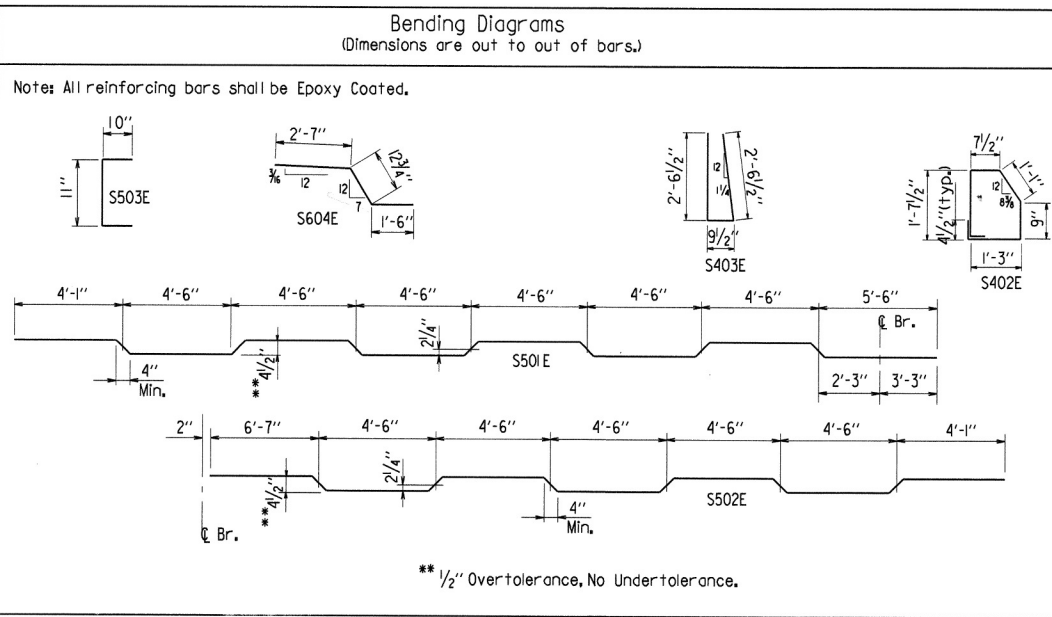 Bending Diagrams
(Dimensions are out to out of bars.)
Note: All reinforcing bars shall be Epoxy Coated.
10"
11"
S503E
2'-7"
12 3/4"
3/16
12
12
7
1'-6"
S604E
2'-6 1/2"
12
1 1/4
2'-6 1/2"
9 1/2"
S403E
7 1/2"
1'-1"
12
8 3/8
1'-7 1/2"
4 1/2" (typ.)
9"
1'-3"
S402E
4'-1" 4'-6" 4'-6" 4'-6" 4'-6" 4'-6" 4'-6" 5'-6"
℄ Br.
4"
Min.
**4 1/2"
2 1/4"
S501E
2'-3" 3'-3"
2" 6'-7" 4'-6" 4'-6" 4'-6" 4'-6" 4'-6" 4'-1"
**4 1/2"
2 1/4"
4"
Min.
S502E
℄ Br.
** 1/2" Overtolerance, No Undertolerance.